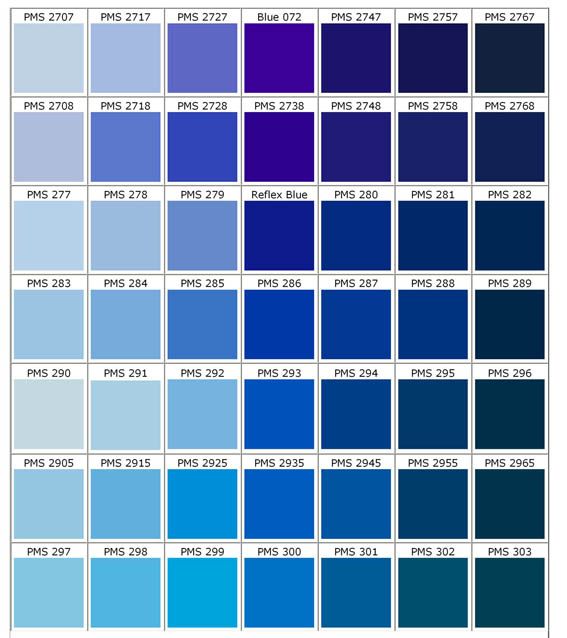 PMS 2707 PMS 2717 PMS 2727 Blue 072 PMS 2747 PMS 2757 PMS 2767
PMS 2708 PMS 2718 PMS 2728 PMS 2738 PMS 2748 PMS 2758 PMS 2768
PMS 277 PMS 278 PMS 279 Reflex Blue PMS 280 PMS 281 PMS 282
PMS 283 PMS 284 PMS 285 PMS 286 PMS 287 PMS 288 PMS 289
PMS 290 PMS 291 PMS 292 PMS 293 PMS 294 PMS 295 PMS 296
PMS 2905 PMS 2915 PMS 2925 PMS 2935 PMS 2945 PMS 2955 PMS 2965
PMS 297 PMS 298 PMS 299 PMS 300 PMS 301 PMS 302 PMS 303